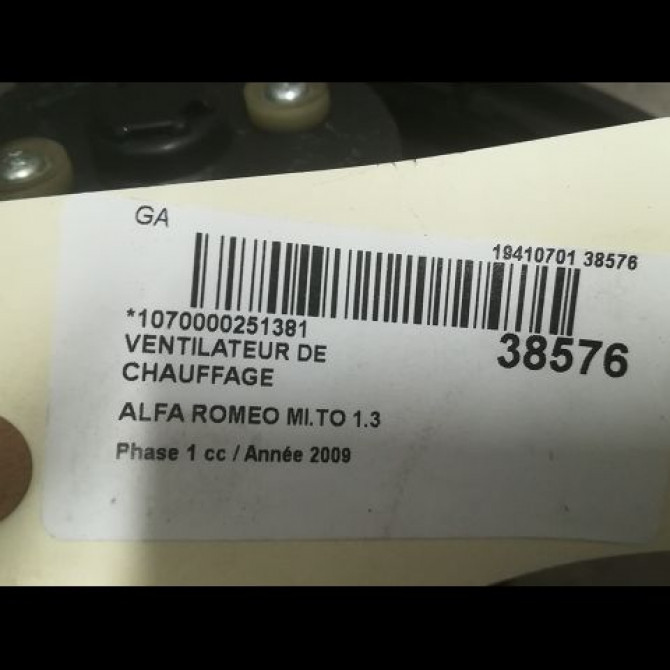 GA
19410701 38576
*1070000251381
38576
VENTILATEUR DE
CHAUFFAGE
ALFA ROMEO MI.TO 1.3
Phase 1 cc / Année 2009